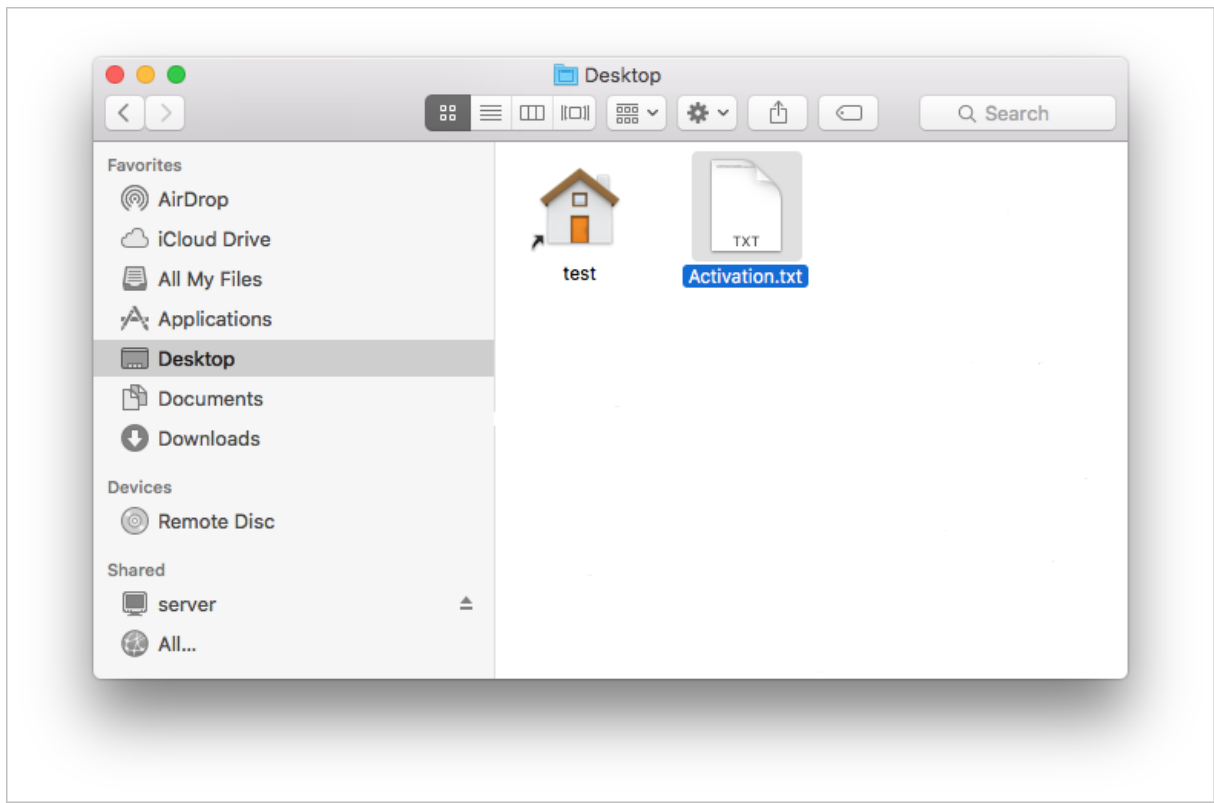 Desktop
Search
Favorites
AirDrop
iCloud Drive
All My Files
Applications
Desktop
Documents
Downloads
Devices
Remote Disc
Shared
server
All...
test
TXT
Activation.txt